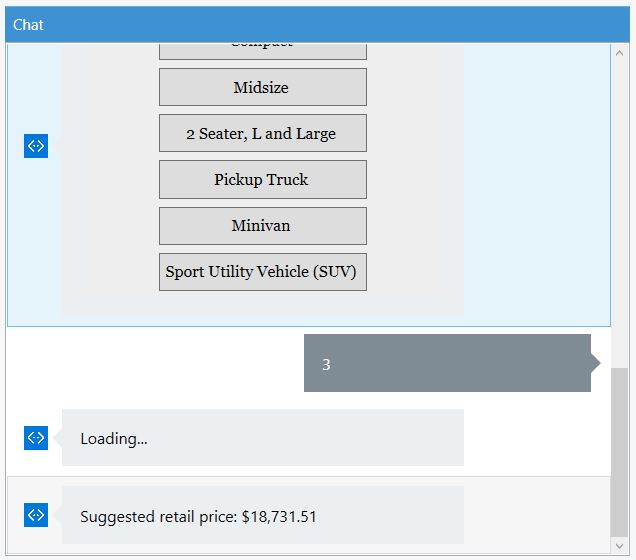 Chat
Compact
Midsize
2 Seater, L and Large
Pickup Truck
Minivan
Sport Utility Vehicle (SUV)
3
Loading...
Suggested retail price: $18,731.51